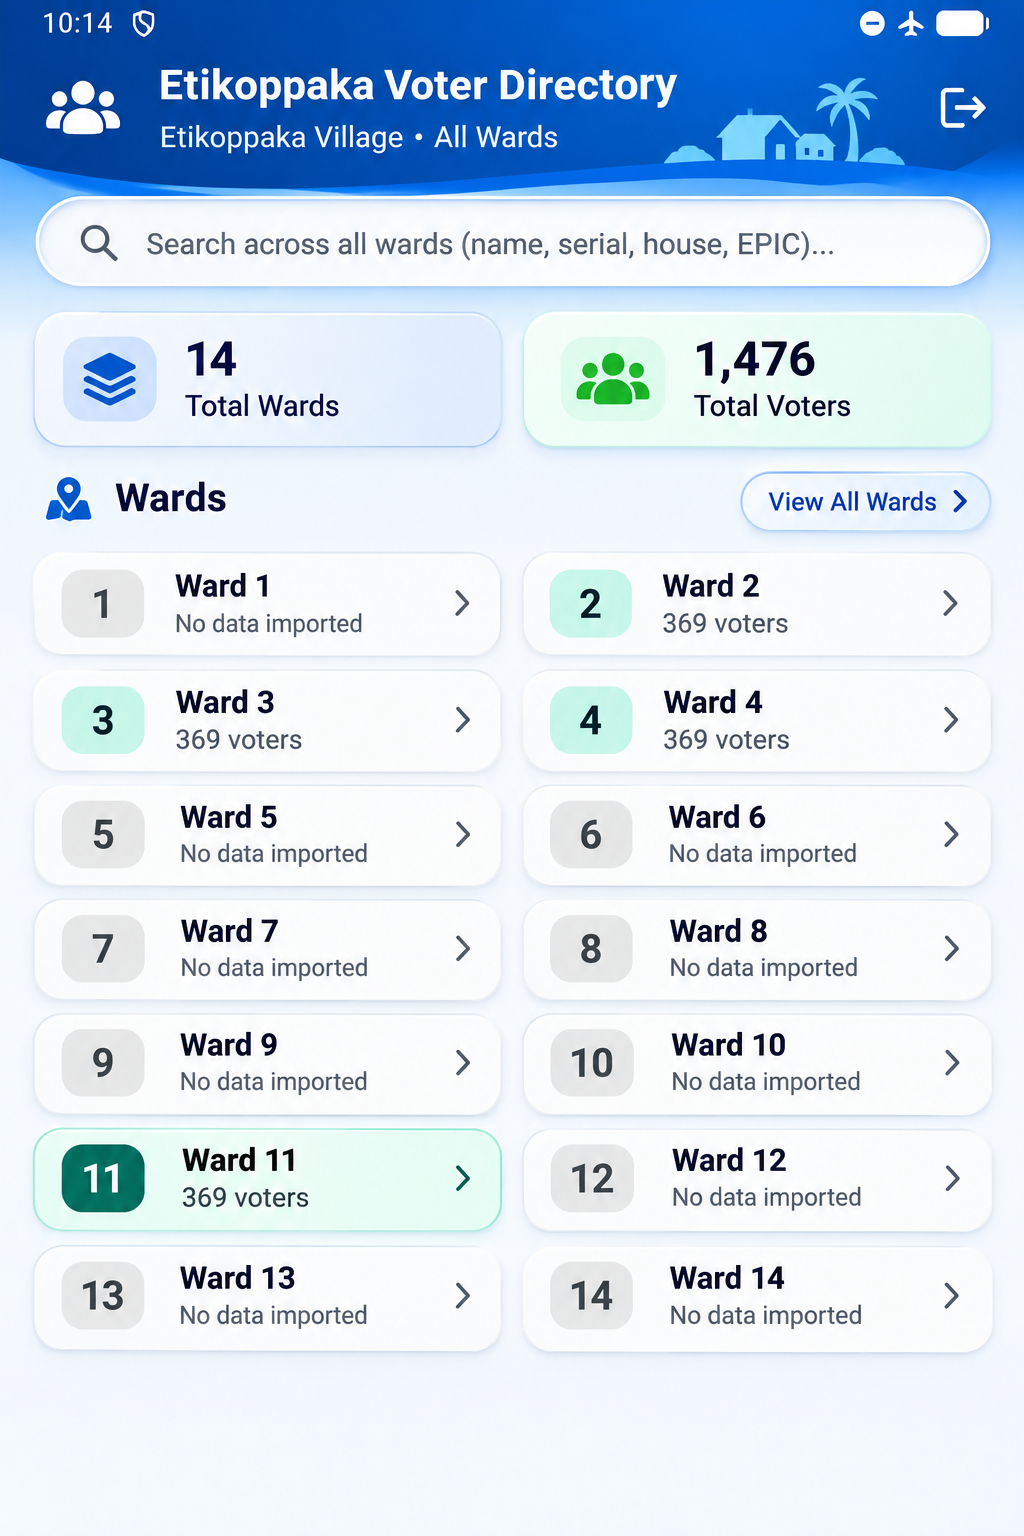 10:14
Etikoppaka Voter Directory
Etikoppaka Village • All Wards
Search across all wards (name, serial, house, EPIC)...
14
Total Wards
1,476
Total Voters
Wards
View All Wards
1
Ward 1
No data imported
2
Ward 2
369 voters
3
Ward 3
369 voters
4
Ward 4
369 voters
5
Ward 5
No data imported
6
Ward 6
No data imported
7
Ward 7
No data imported
8
Ward 8
No data imported
9
Ward 9
No data imported
10
Ward 10
No data imported
11
Ward 11
369 voters
12
Ward 12
No data imported
13
Ward 13
No data imported
14
Ward 14
No data imported